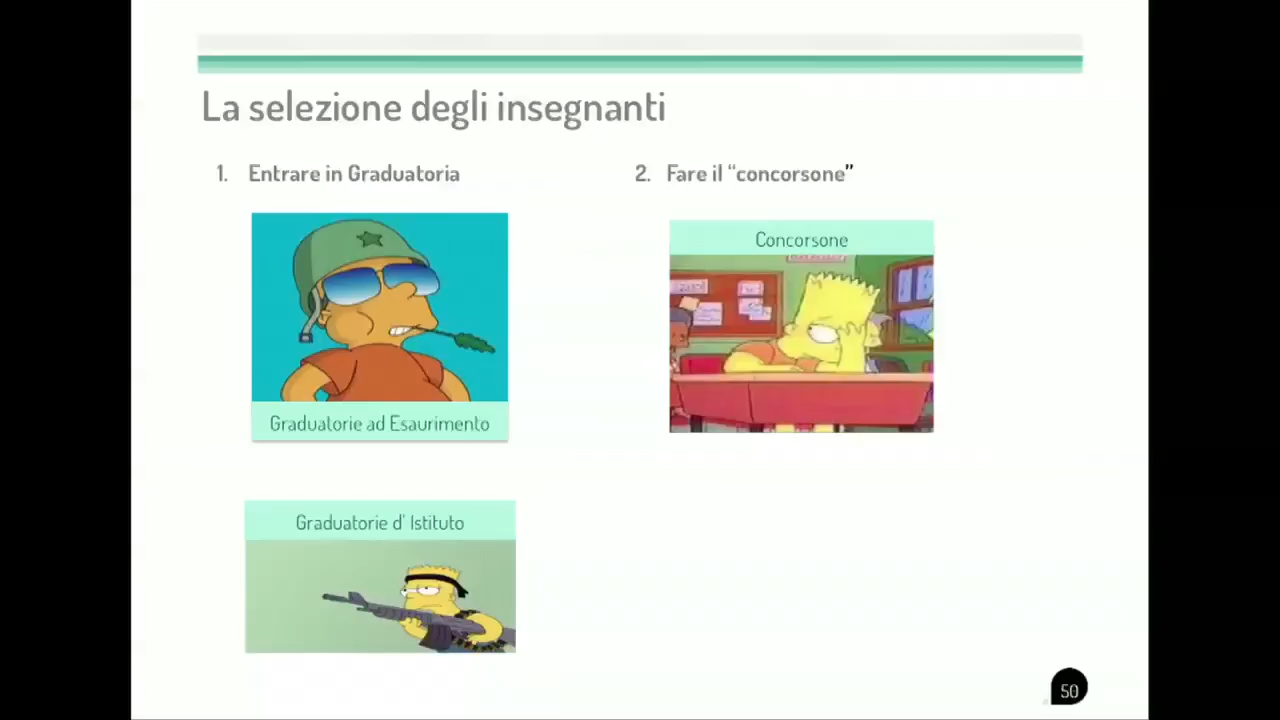 La selezione degli insegnanti
1. Entrare in Graduatoria
Graduatorie ad Esaurimento
Graduatorie d' Istituto
2. Fare il “concorsone”
Concorsone
50